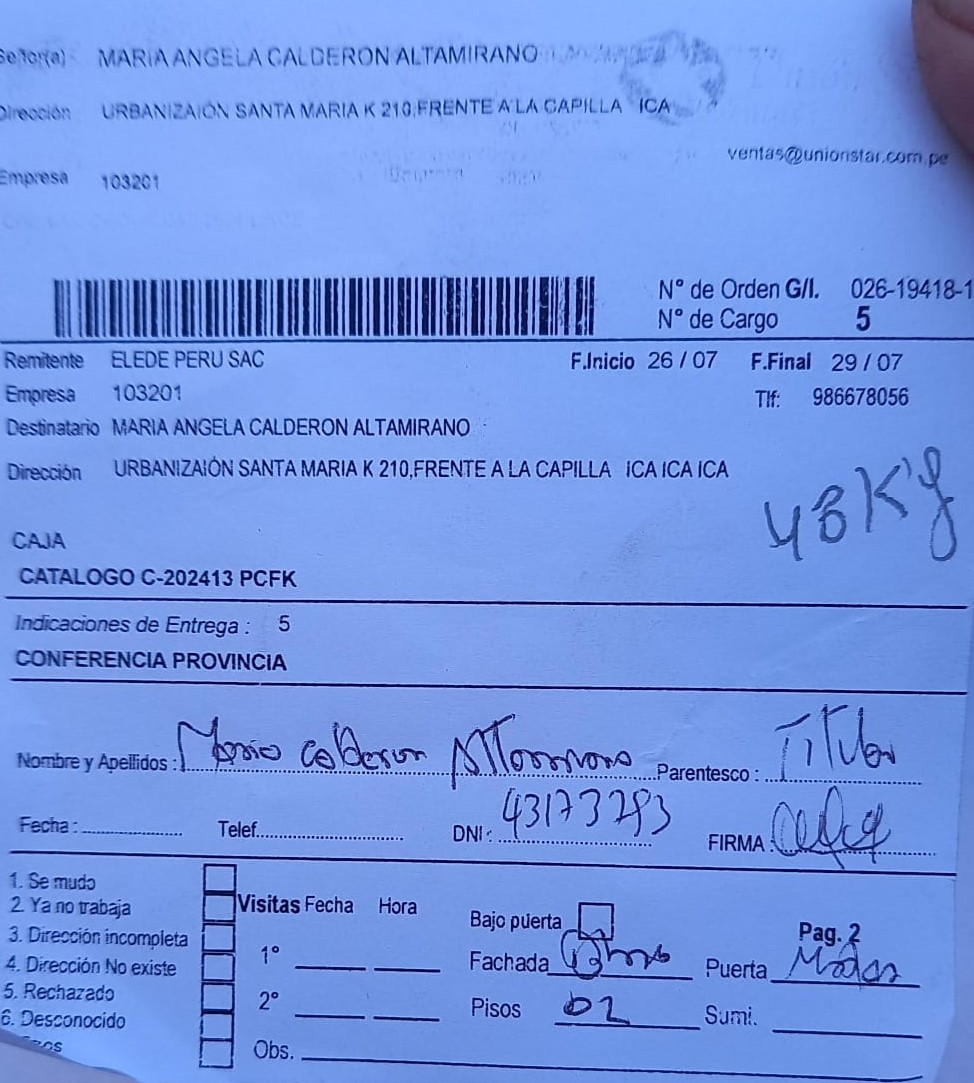 Señor(a) MARIA ANGELA CALDERON ALTAMIRANO
Dirección URBANIZAIÓN SANTA MARIA K 210,FRENTE A LA CAPILLA ICA
ventas@unionstar.com.pe
Empresa 103201
N° de Orden G/I. 026-19418-1
N° de Cargo 5
Remitente ELEDE PERU SAC F.Inicio 26 / 07 F.Final 29 / 07
Empresa 103201 Tlf: 986678056
Destinatario MARIA ANGELA CALDERON ALTAMIRANO
Dirección URBANIZAIÓN SANTA MARIA K 210,FRENTE A LA CAPILLA ICA ICA ICA
48 Kg
CAJA
CATALOGO C-202413 PCFK
Indicaciones de Entrega : 5
CONFERENCIA PROVINCIA
Nombre y Apellidos : Maria Calderon Altamirano Parentesco : Titular
Fecha : Telef. DNI : 43173293 FIRMA :
1. Se mudo
2. Ya no trabaja Visitas Fecha Hora Bajo puerta Pag. 2
3. Dirección incompleta 1° Fachada Puerta
4. Dirección No existe
5. Rechazado 2° Pisos 02 Sumi.
6. Desconocido
Obs.